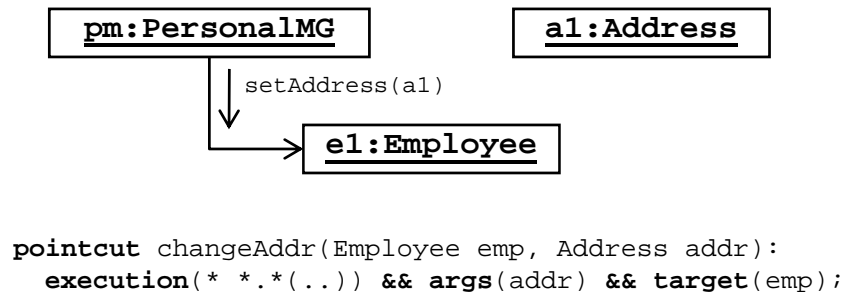 pm:PersonalMG
a1:Address
setAddress(a1)
e1:Employee
pointcut changeAddr(Employee emp, Address addr):
execution(* *.*(..)) && args(addr) && target(emp);